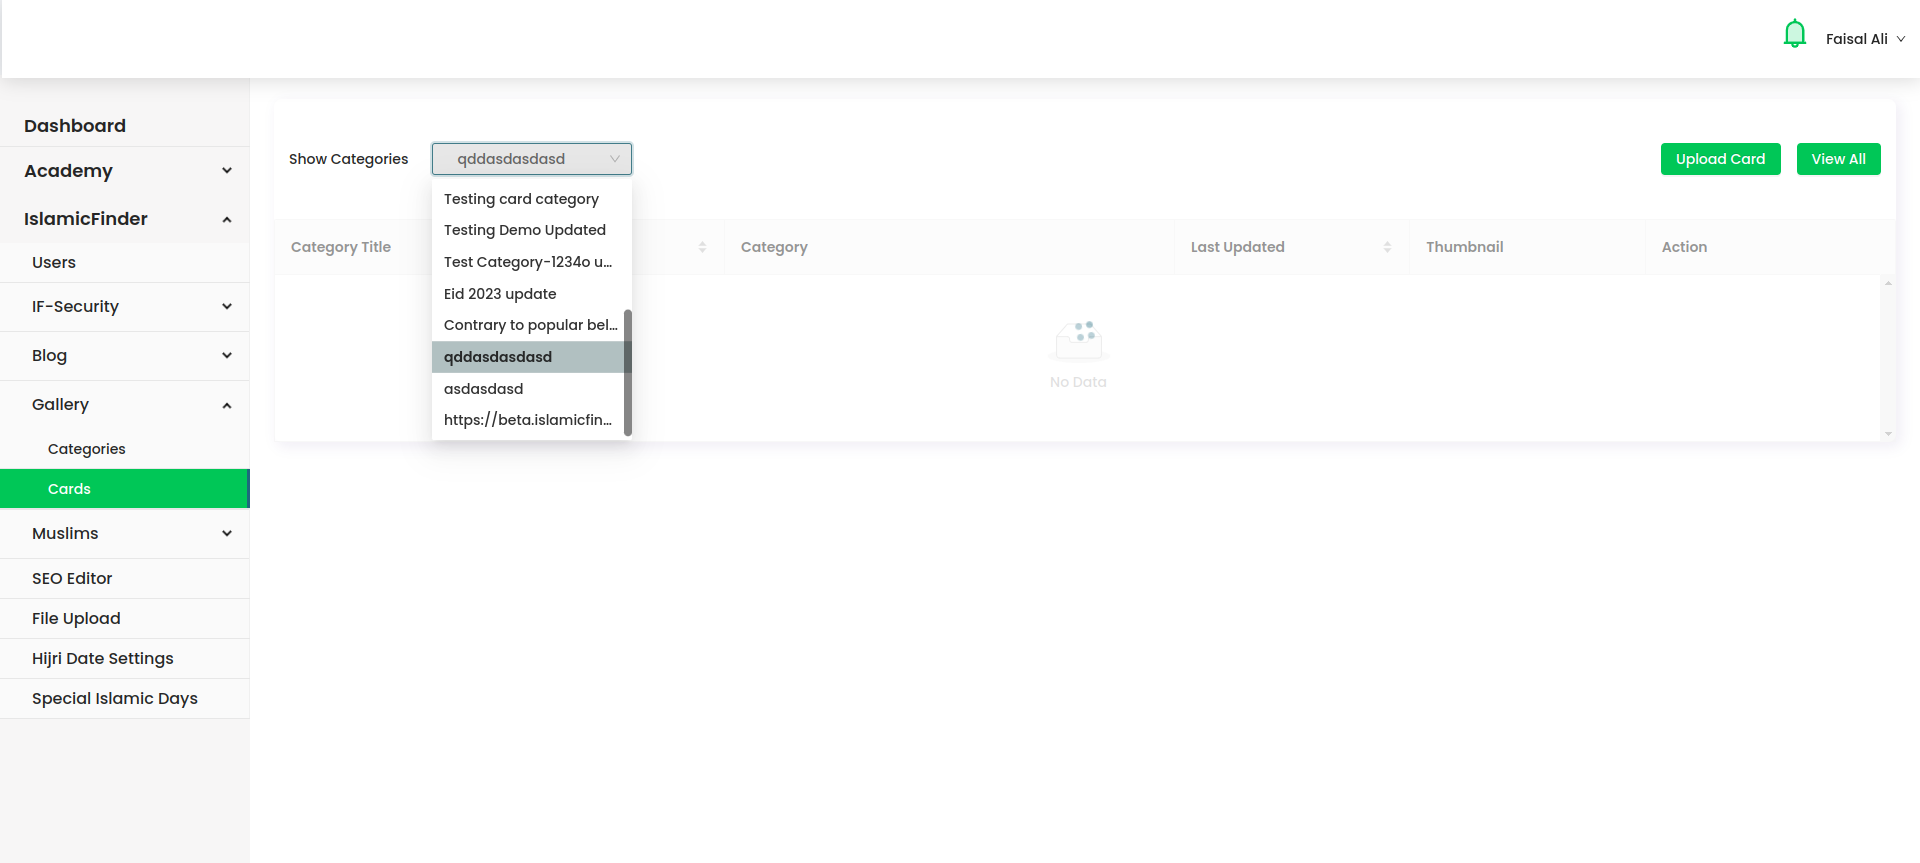 Faisal Ali
Dashboard
Academy
IslamicFinder
Users
IF-Security
Blog
Gallery
Categories
Cards
Muslims
SEO Editor
File Upload
Hijri Date Settings
Special Islamic Days
Show Categories
qddasdasdasd
Upload Card
View All
Testing card category
Testing Demo Updated
Test Category-1234o u...
Eid 2023 update
Contrary to popular bel...
qddasdasdasd
asdasdasd
https://beta.islamicfin...
Category Title
Category
Last Updated
Thumbnail
Action
No Data